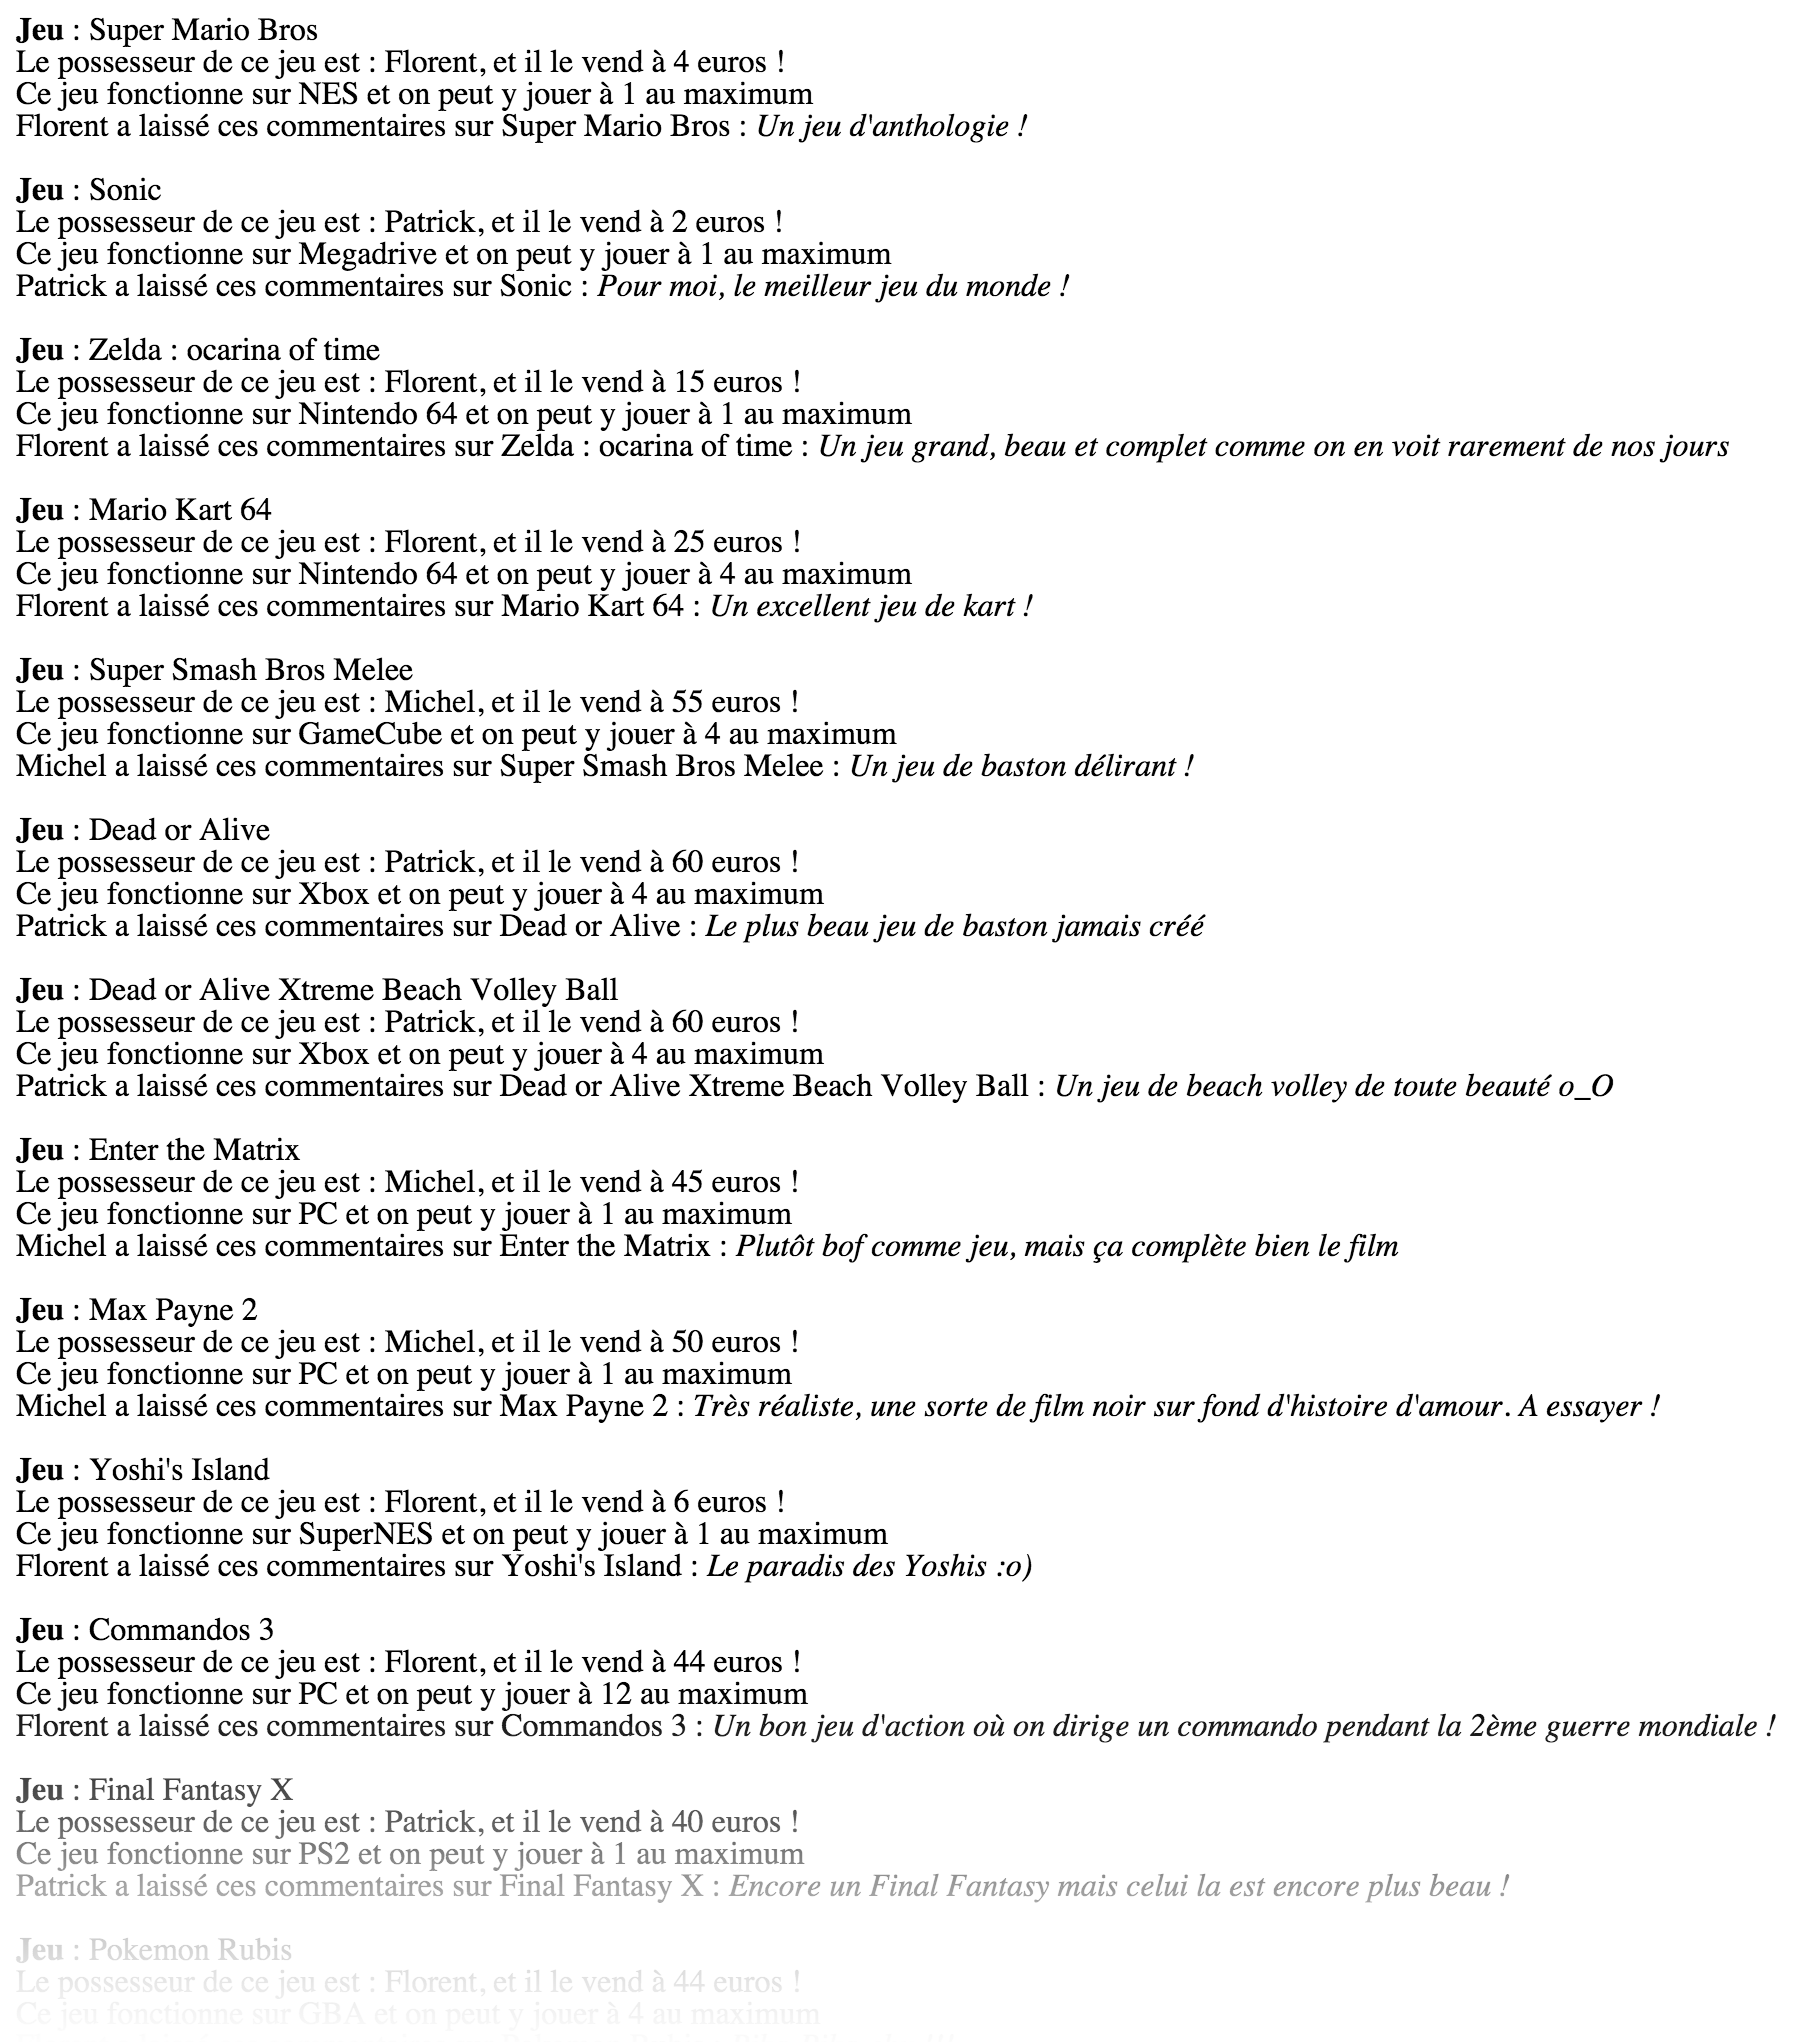 Jeu : Super Mario Bros
Le possesseur de ce jeu est : Florent, et il le vend à 4 euros !
Ce jeu fonctionne sur NES et on peut y jouer à 1 au maximum
Florent a laissé ces commentaires sur Super Mario Bros : Un jeu d'anthologie !
Jeu : Sonic
Le possesseur de ce jeu est : Patrick, et il le vend à 2 euros !
Ce jeu fonctionne sur Megadrive et on peut y jouer à 1 au maximum
Patrick a laissé ces commentaires sur Sonic : Pour moi, le meilleur jeu du monde !
Jeu : Zelda : ocarina of time
Le possesseur de ce jeu est : Florent, et il le vend à 15 euros !
Ce jeu fonctionne sur Nintendo 64 et on peut y jouer à 1 au maximum
Florent a laissé ces commentaires sur Zelda : ocarina of time : Un jeu grand, beau et complet comme on en voit rarement de nos jours
Jeu : Mario Kart 64
Le possesseur de ce jeu est : Florent, et il le vend à 25 euros !
Ce jeu fonctionne sur Nintendo 64 et on peut y jouer à 4 au maximum
Florent a laissé ces commentaires sur Mario Kart 64 : Un excellent jeu de kart !
Jeu : Super Smash Bros Melee
Le possesseur de ce jeu est : Michel, et il le vend à 55 euros !
Ce jeu fonctionne sur GameCube et on peut y jouer à 4 au maximum
Michel a laissé ces commentaires sur Super Smash Bros Melee : Un jeu de baston délirant !
Jeu : Dead or Alive
Le possesseur de ce jeu est : Patrick, et il le vend à 60 euros !
Ce jeu fonctionne sur Xbox et on peut y jouer à 4 au maximum
Patrick a laissé ces commentaires sur Dead or Alive : Le plus beau jeu de baston jamais créé
Jeu : Dead or Alive Xtreme Beach Volley Ball
Le possesseur de ce jeu est : Patrick, et il le vend à 60 euros !
Ce jeu fonctionne sur Xbox et on peut y jouer à 4 au maximum
Patrick a laissé ces commentaires sur Dead or Alive Xtreme Beach Volley Ball : Un jeu de beach volley de toute beauté o_O
Jeu : Enter the Matrix
Le possesseur de ce jeu est : Michel, et il le vend à 45 euros !
Ce jeu fonctionne sur PC et on peut y jouer à 1 au maximum
Michel a laissé ces commentaires sur Enter the Matrix : Plutôt bof comme jeu, mais ça complète bien le film
Jeu : Max Payne 2
Le possesseur de ce jeu est : Michel, et il le vend à 50 euros !
Ce jeu fonctionne sur PC et on peut y jouer à 1 au maximum
Michel a laissé ces commentaires sur Max Payne 2 : Très réaliste, une sorte de film noir sur fond d'histoire d'amour. A essayer !
Jeu : Yoshi's Island
Le possesseur de ce jeu est : Florent, et il le vend à 6 euros !
Ce jeu fonctionne sur SuperNES et on peut y jouer à 1 au maximum
Florent a laissé ces commentaires sur Yoshi's Island : Le paradis des Yoshis :o)
Jeu : Commandos 3
Le possesseur de ce jeu est : Florent, et il le vend à 44 euros !
Ce jeu fonctionne sur PC et on peut y jouer à 12 au maximum
Florent a laissé ces commentaires sur Commandos 3 : Un bon jeu d'action où on dirige un commando pendant la 2ème guerre mondiale !
Jeu : Final Fantasy X
Le possesseur de ce jeu est : Patrick, et il le vend à 40 euros !
Ce jeu fonctionne sur PS2 et on peut y jouer à 1 au maximum
Patrick a laissé ces commentaires sur Final Fantasy X : Encore un Final Fantasy mais celui la est encore plus beau !
Jeu : Pokemon Rubis
Le possesseur de ce jeu est : Florent, et il le vend à 44 euros !
Ce jeu fonctionne sur GBA et on peut y jouer à 4 au maximum